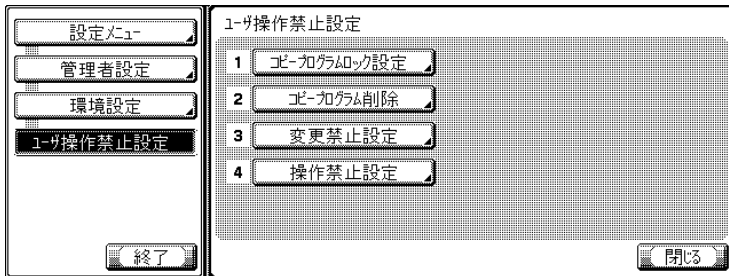 設定メニュー
管理者設定
環境設定
ユーザ操作禁止設定
終了
ユーザ操作禁止設定
1 コピープログラムロック設定
2 コピープログラム削除
3 変更禁止設定
4 操作禁止設定
閉じる